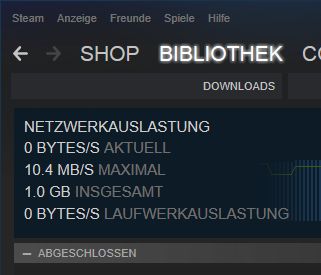 Steam Anzeige Freunde Spiele Hilfe
SHOP BIBLIOTHEK
DOWNLOADS
NETZWERKAUSLASTUNG
0 BYTES/S AKTUELL
10.4 MB/S MAXIMAL
1.0 GB INSGESAMT
0 BYTES/S LAUFWERKAUSLASTUNG
— ABGESCHLOSSEN